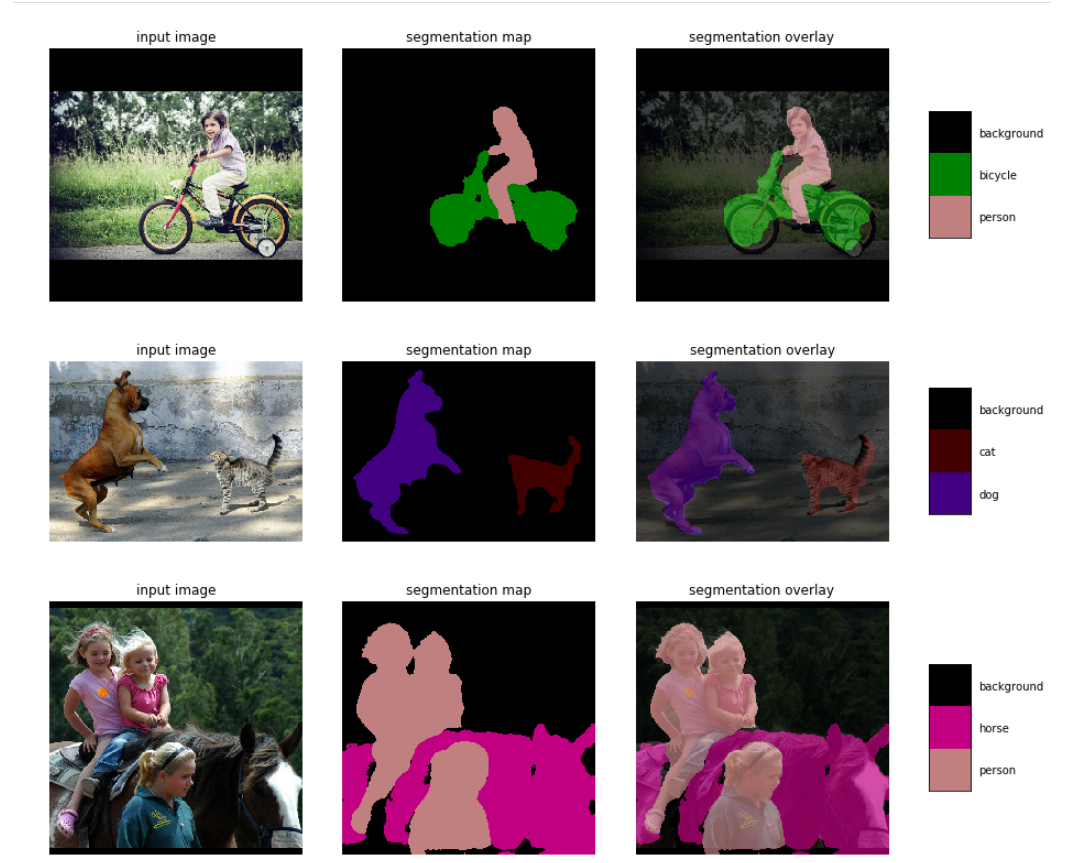 input image
segmentation map
segmentation overlay
background
bicycle
person
input image
segmentation map
segmentation overlay
background
cat
dog
input image
segmentation map
segmentation overlay
background
horse
person